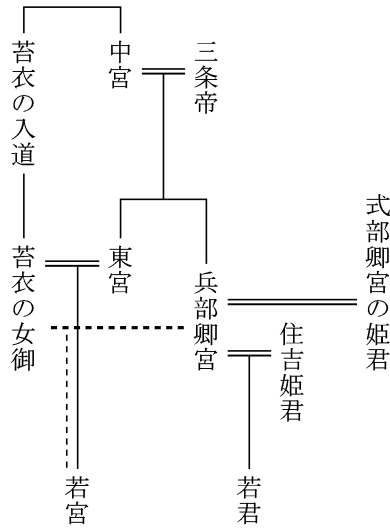 三条帝
中宮
苔衣の入道
式部卿宮の姫君
兵部卿宮
東宮
苔衣の女御
住吉姫君
若君
若宮